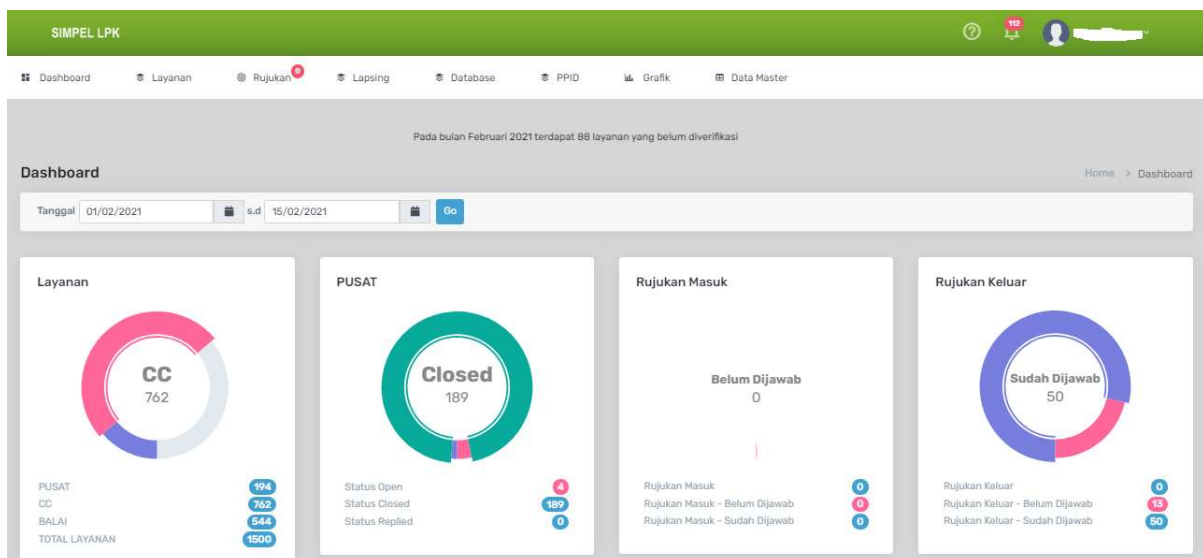 SIMPEL LPK
112
Dashboard Layanan Rujukan 0 Lapsing Database PPID Grafik Data Master
Pada bulan Februari 2021 terdapat 88 layanan yang belum diverifikasi
Dashboard
Home > Dashboard
Tanggal 01/02/2021 s.d 15/02/2021 Go
Layanan
CC
762
PUSAT 194
CC 762
BALAI 544
TOTAL LAYANAN 1500
PUSAT
Closed
189
Status Open 4
Status Closed 189
Status Replied 0
Rujukan Masuk
Belum Dijawab
0
Rujukan Masuk 0
Rujukan Masuk - Belum Dijawab 0
Rujukan Masuk - Sudah Dijawab 0
Rujukan Keluar
Sudah Dijawab
50
Rujukan Keluar 0
Rujukan Keluar - Belum Dijawab 13
Rujukan Keluar - Sudah Dijawab 50